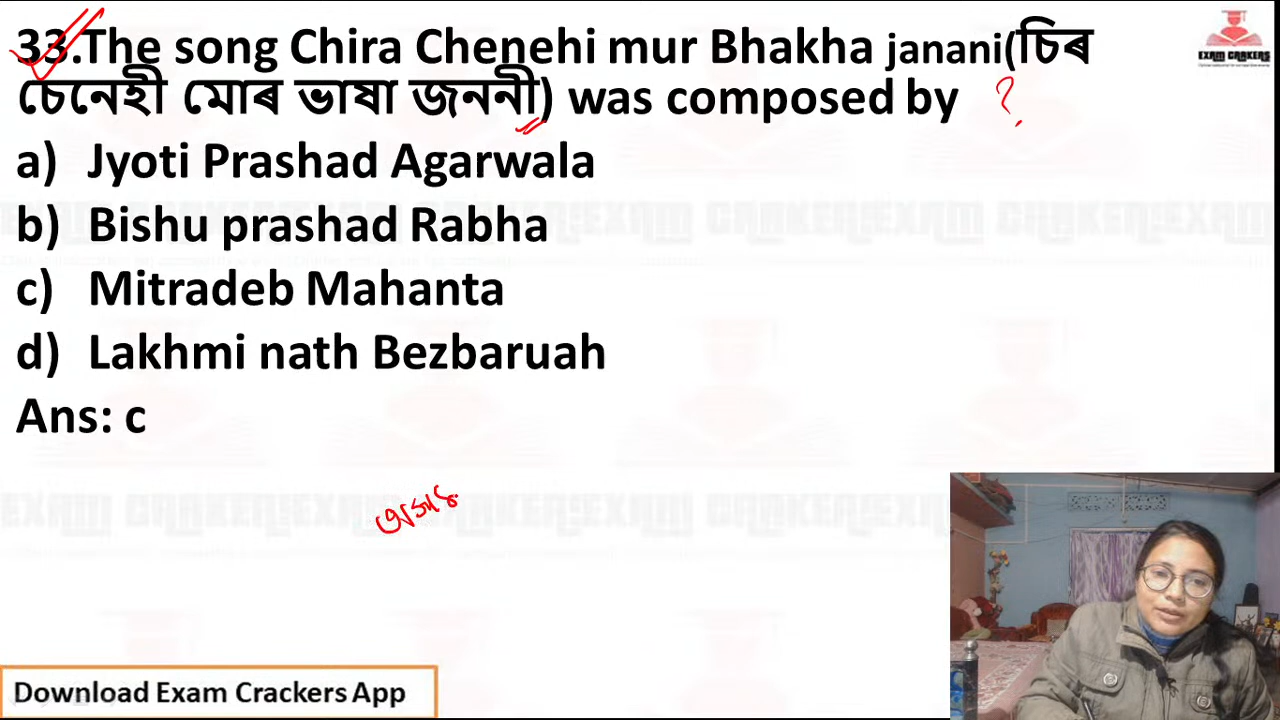 33.The song Chira Chenehi mur Bhakha janani(চিৰ
চেনেহী মোৰ ভাষা জননী) was composed by ?
a) Jyoti Prashad Agarwala
b) Bishu prashad Rabha
c) Mitradeb Mahanta
d) Lakhmi nath Bezbaruah
Ans: c
Download Exam Crackers App
EXAM CRAKERS